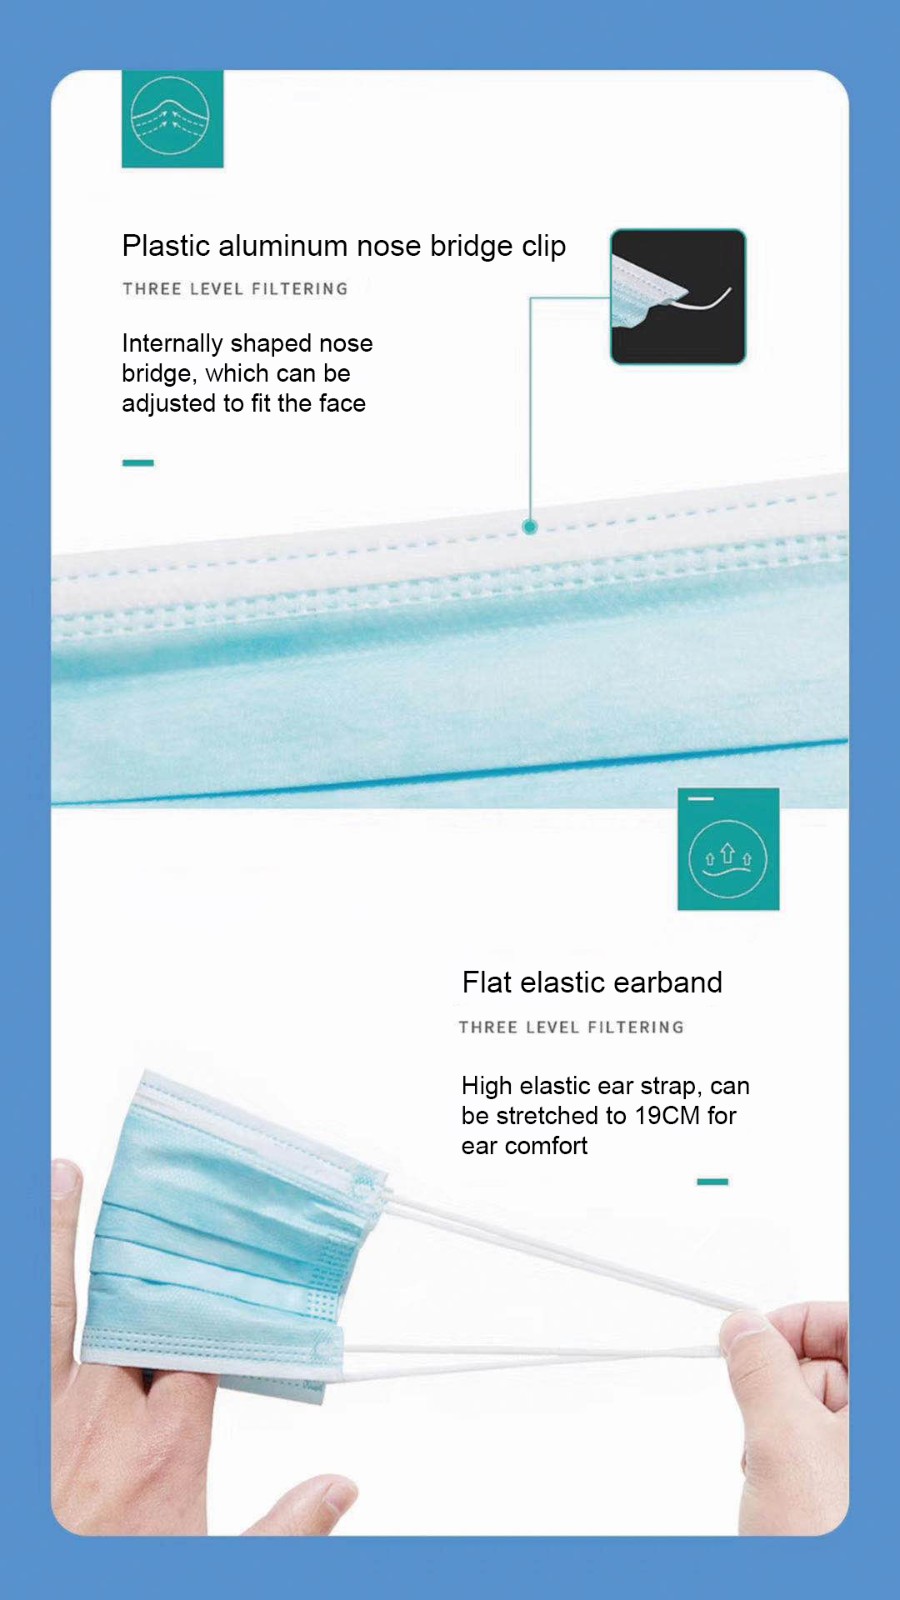 Plastic aluminum nose bridge clip
THREE LEVEL FILTERING
Internally shaped nose
bridge, which can be
adjusted to fit the face
Flat elastic earband
THREE LEVEL FILTERING
High elastic ear strap, can
be stretched to 19CM for
ear comfort